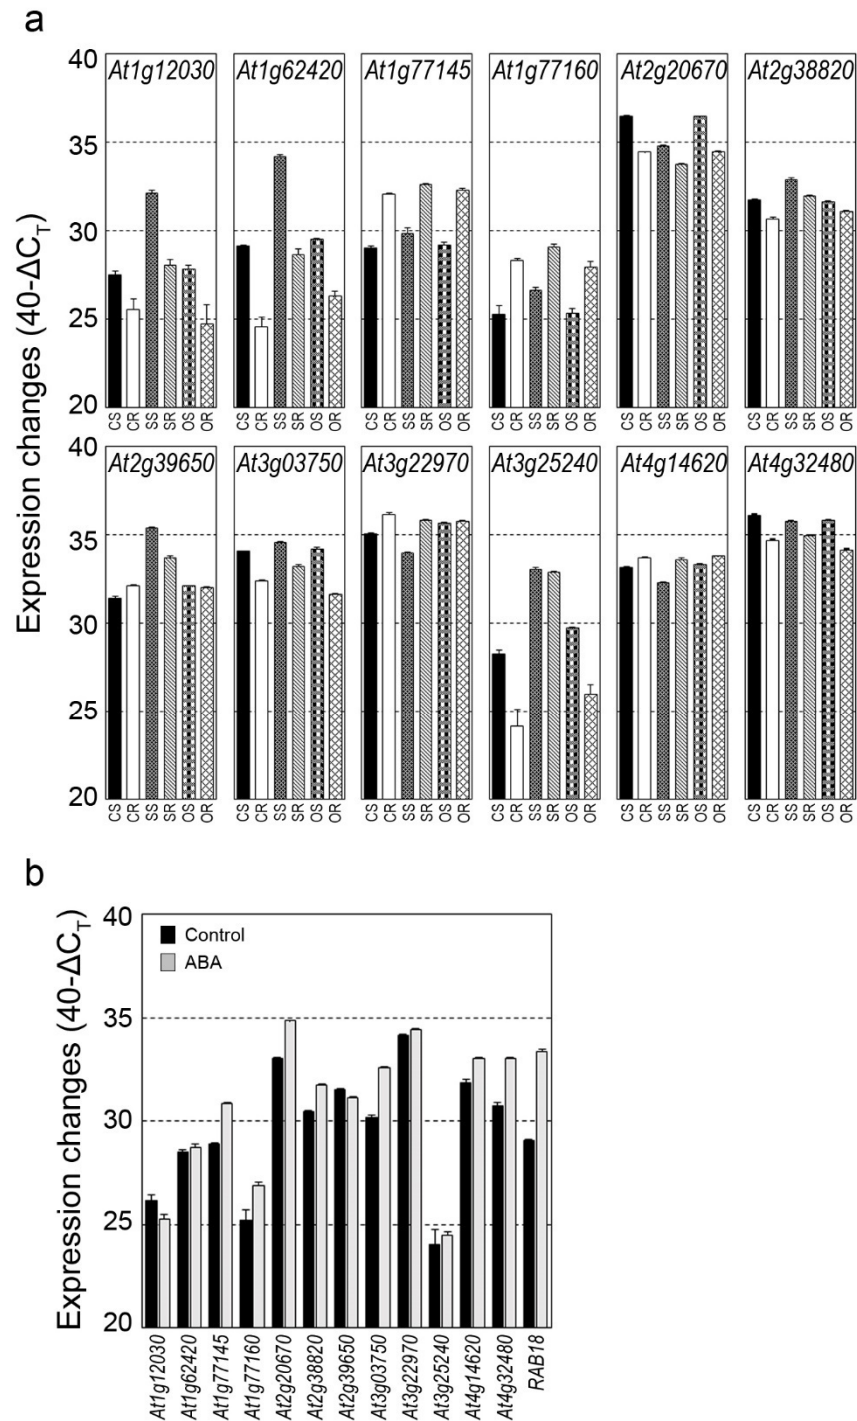 a
Expression changes (40-ΔCT)
40
35
30
25
20
At1g12030
At1g62420
At1g77145
At1g77160
At2g20670
At2g38820
CS CR SS SR OS OR
CS CR SS SR OS OR
CS CR SS SR OS OR
CS CR SS SR OS OR
CS CR SS SR OS OR
CS CR SS SR OS OR
40
35
30
25
20
At2g39650
At3g03750
At3g22970
At3g25240
At4g14620
At4g32480
CS CR SS SR OS OR
CS CR SS SR OS OR
CS CR SS SR OS OR
CS CR SS SR OS OR
CS CR SS SR OS OR
CS CR SS SR OS OR
b
Expression changes (40-ΔCT)
40
35
30
25
20
Control
ABA
At1g12030
At1g62420
At1g77145
At1g77160
At2g20670
At2g38820
At2g39650
At3g03750
At3g22970
At3g25240
At4g14620
At4g32480
RAB18